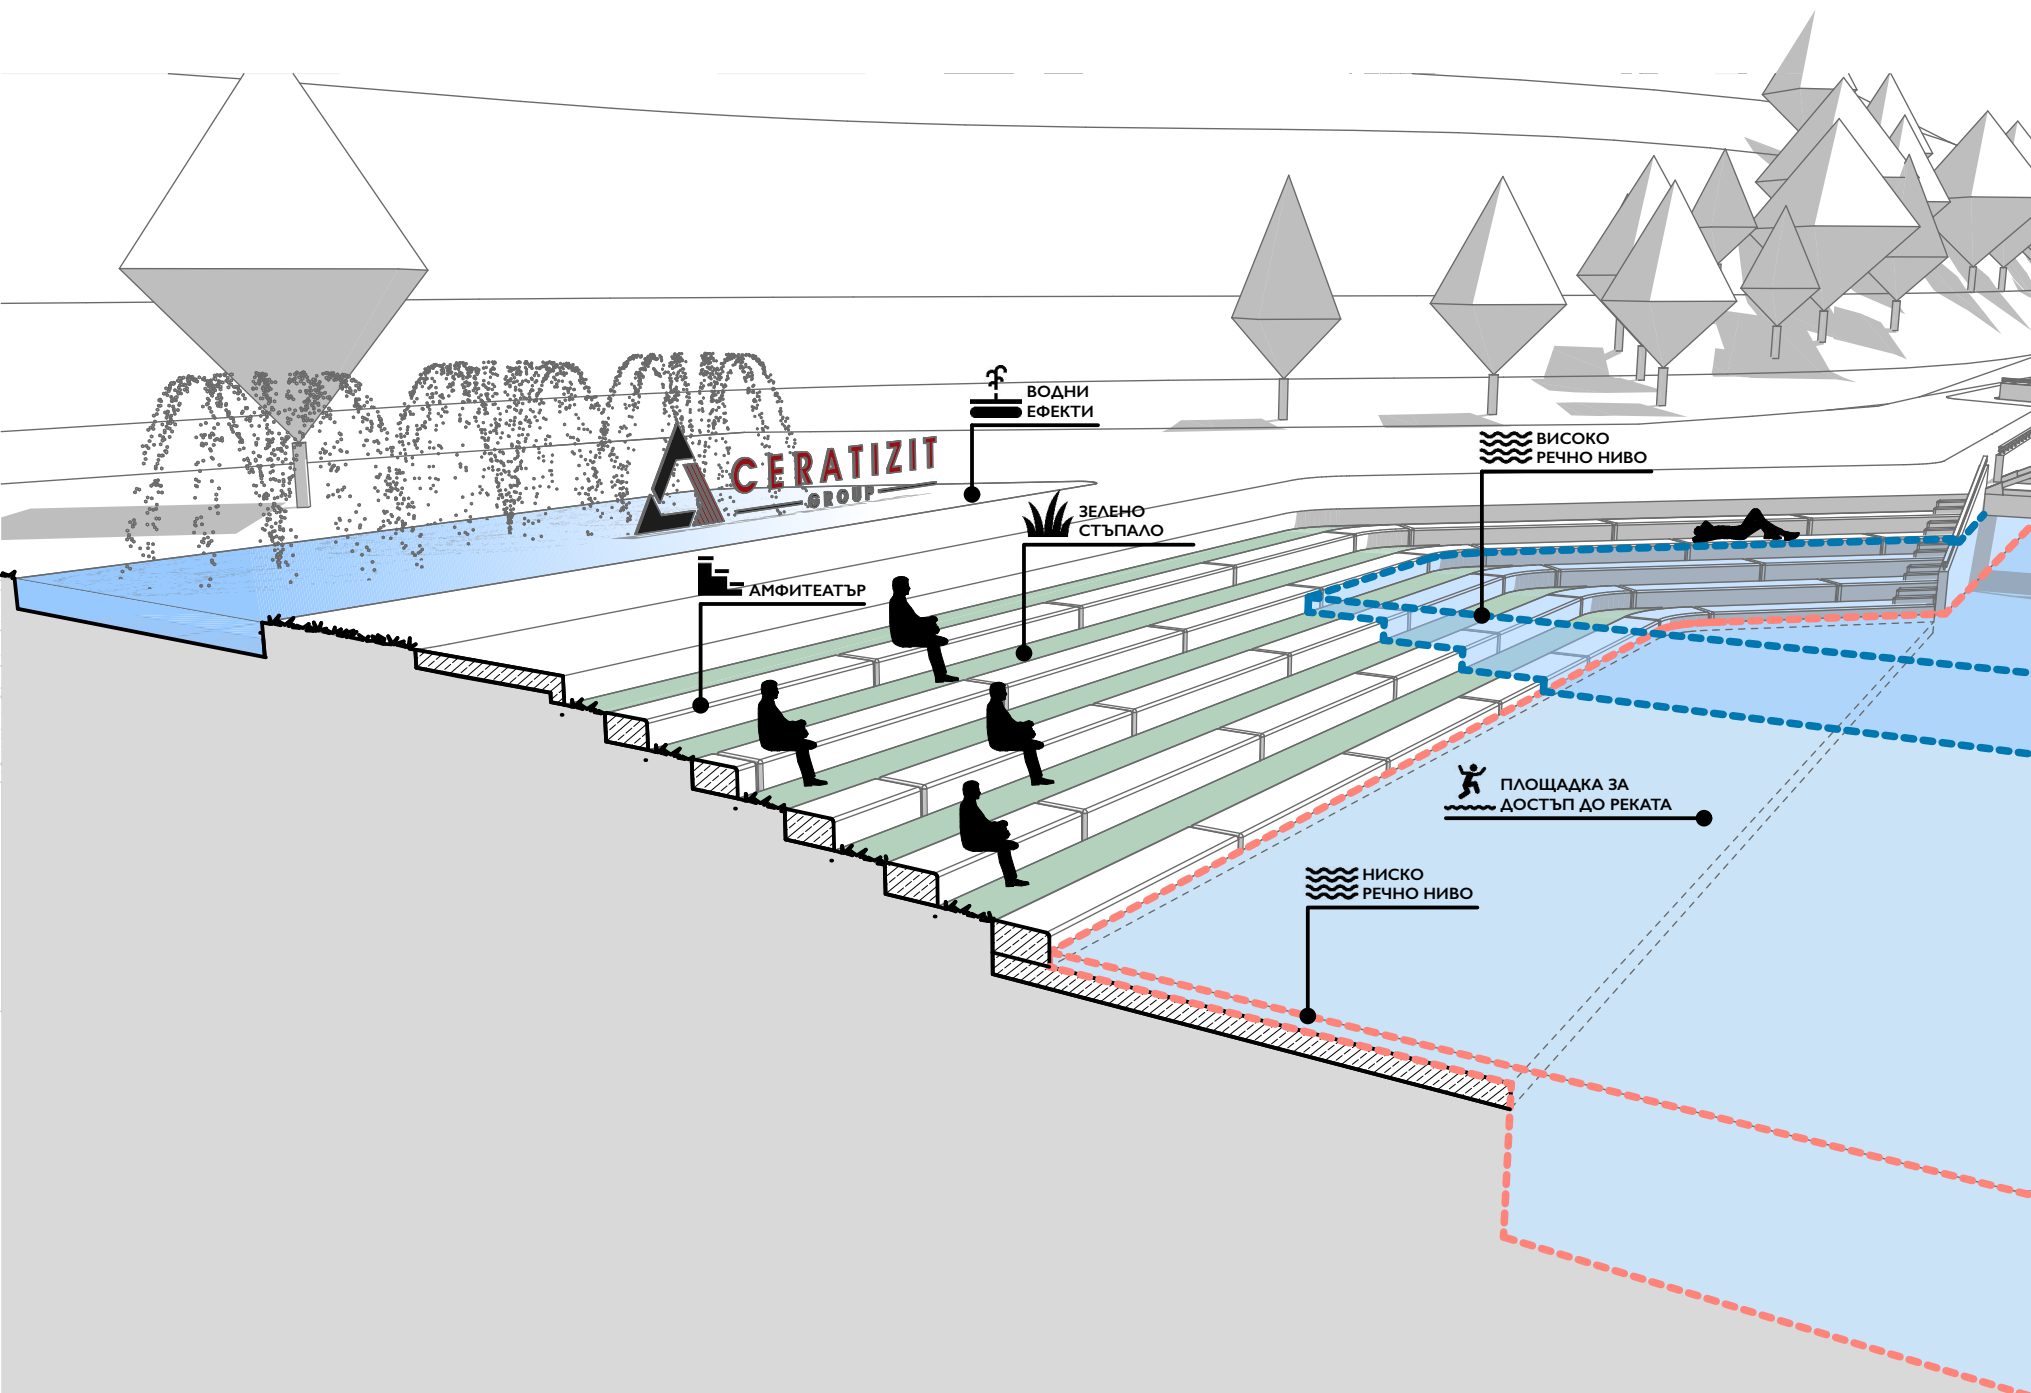 ВОДНИ
ЕФЕКТИ
CERATIZIT
GROUP
ВИСОКО
РЕЧНО НИВО
ЗЕЛЕНО
СТЪПАЛО
АМФИТЕАТЪР
ПЛОЩАДКА ЗА
ДОСТЪП ДО РЕКАТА
НИСКО
РЕЧНО НИВО